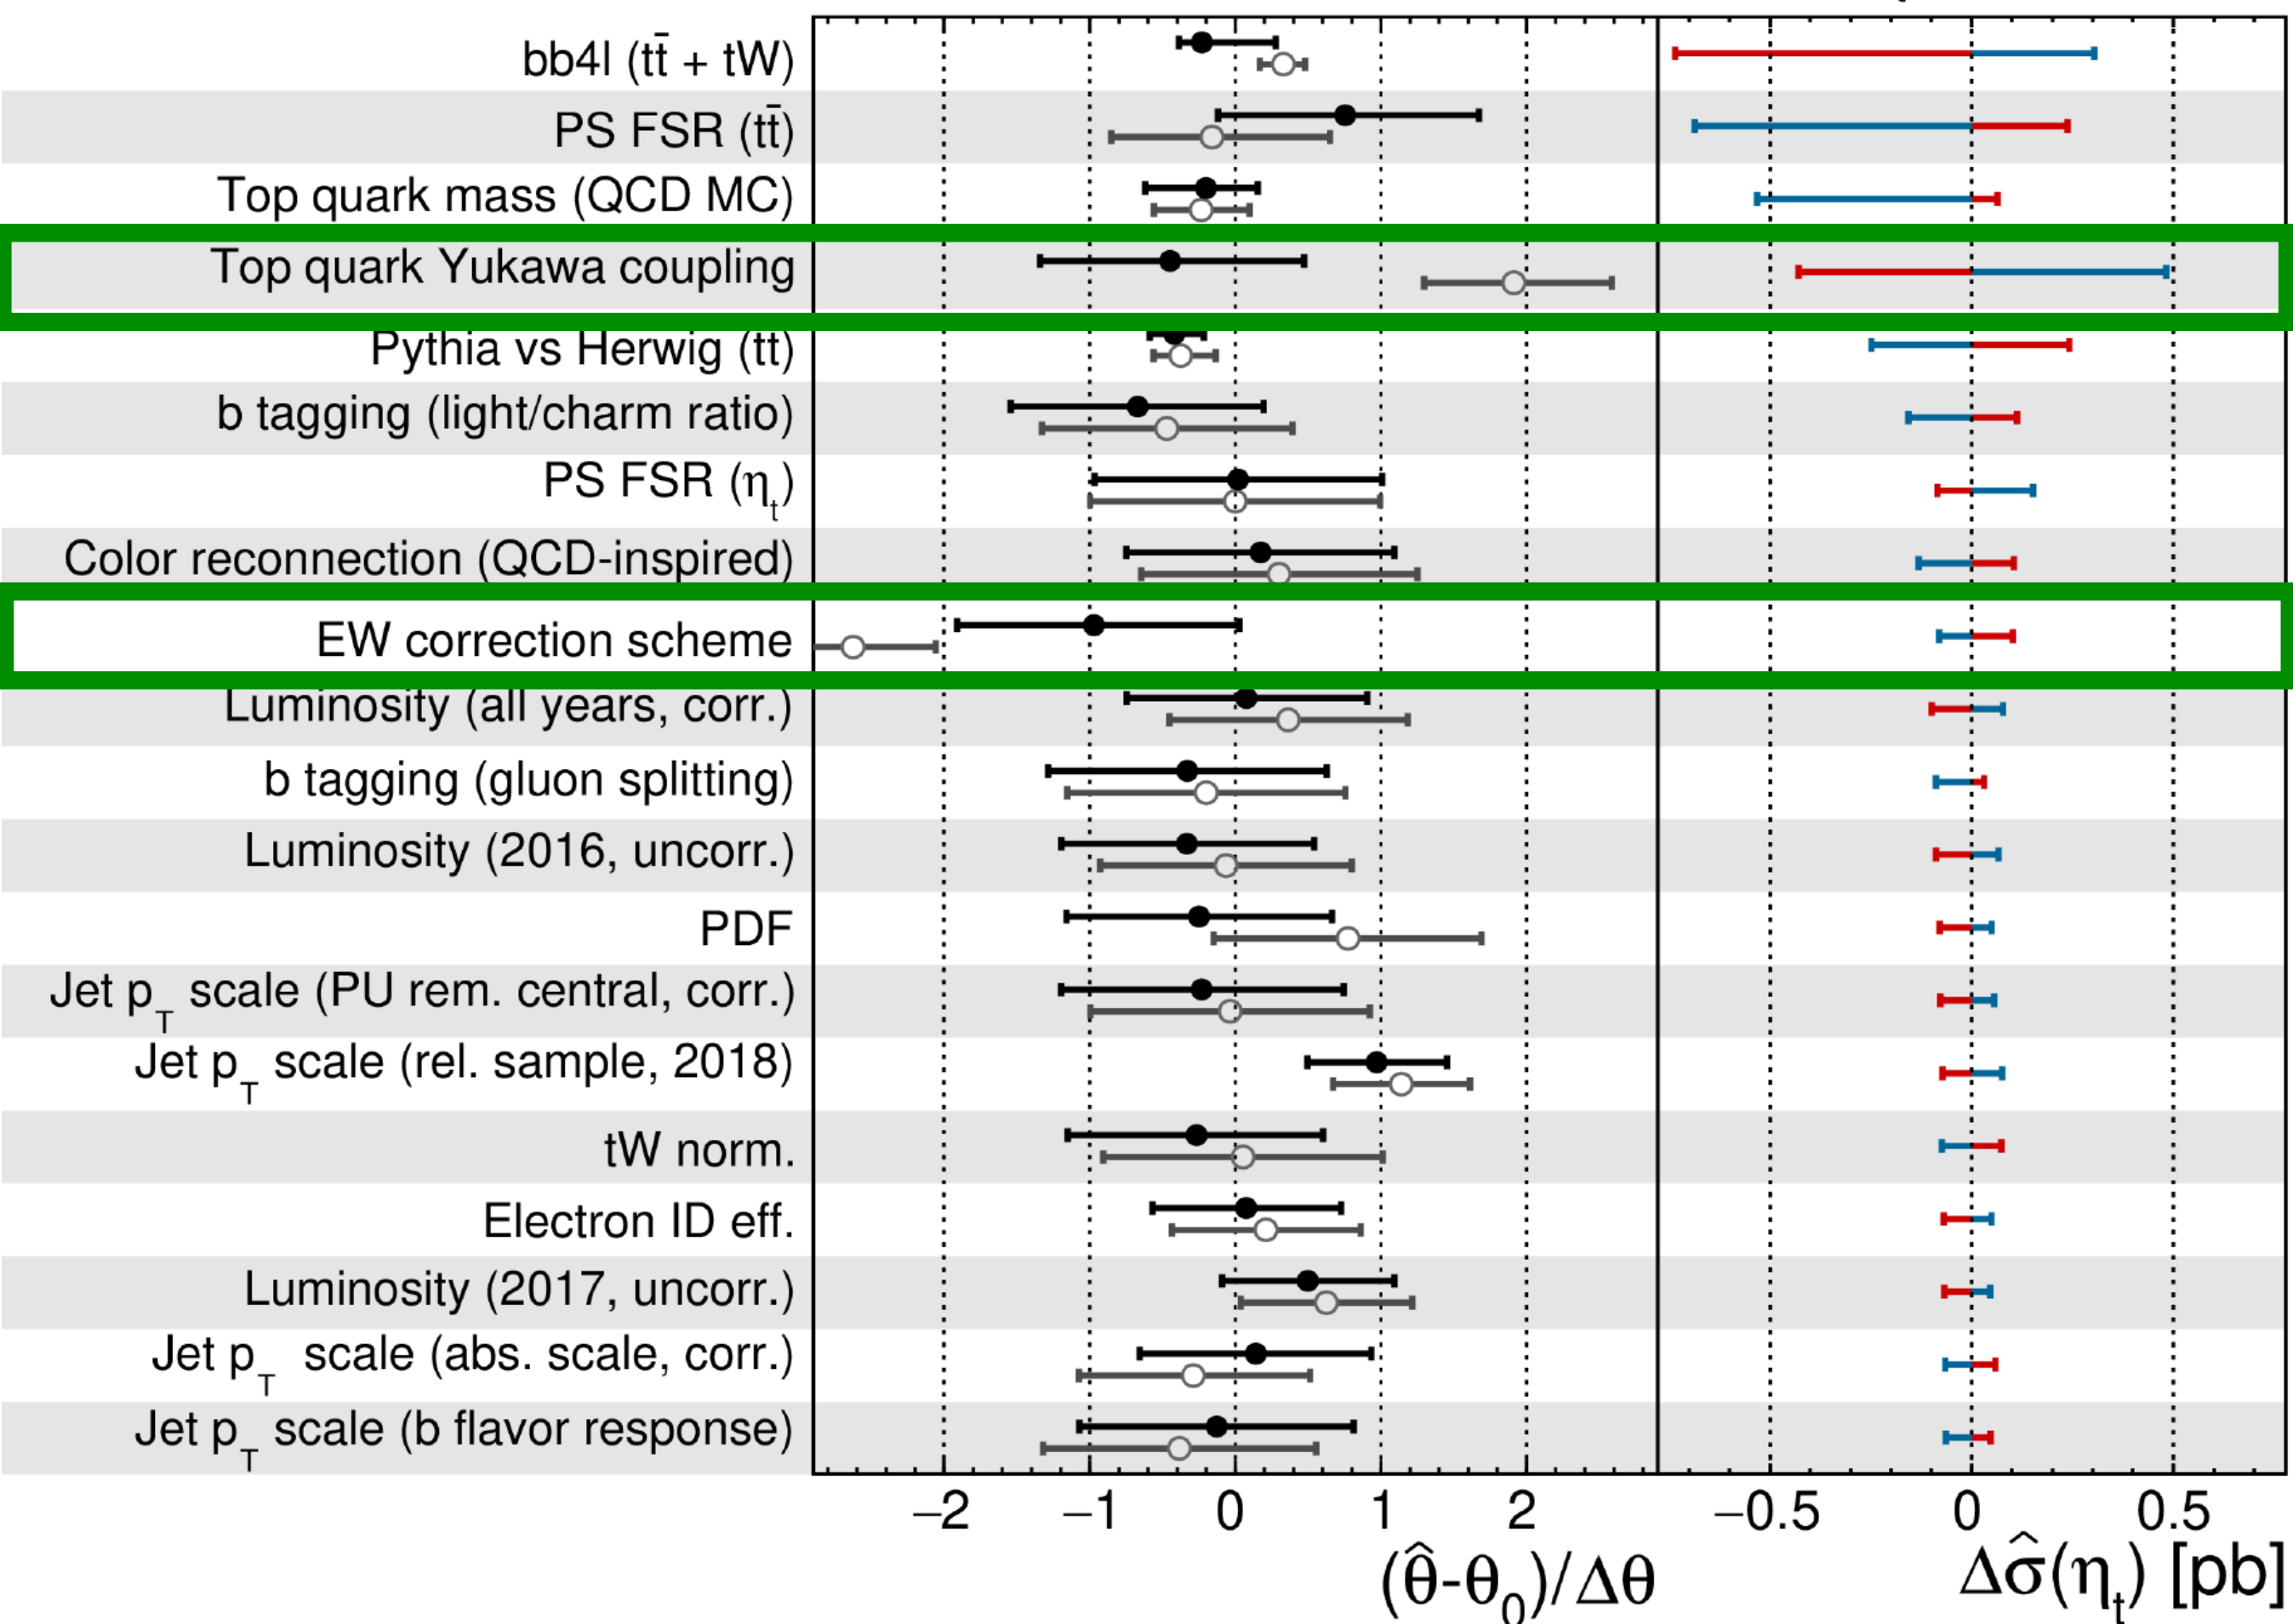 bb4l (tt̄ + tW)
PS FSR (tt̄)
Top quark mass (QCD MC)
Top quark Yukawa coupling
Pythia vs Herwig (tt)
b tagging (light/charm ratio)
PS FSR (ηt)
Color reconnection (QCD-inspired)
EW correction scheme
Luminosity (all years, corr.)
b tagging (gluon splitting)
Luminosity (2016, uncorr.)
PDF
Jet pT scale (PU rem. central, corr.)
Jet pT scale (rel. sample, 2018)
tW norm.
Electron ID eff.
Luminosity (2017, uncorr.)
Jet pT scale (abs. scale, corr.)
Jet pT scale (b flavor response)
−2 −1 0 1 2 −0.5 0 0.5
(θ̂-θ0)/Δθ Δσ̂(ηt) [pb]